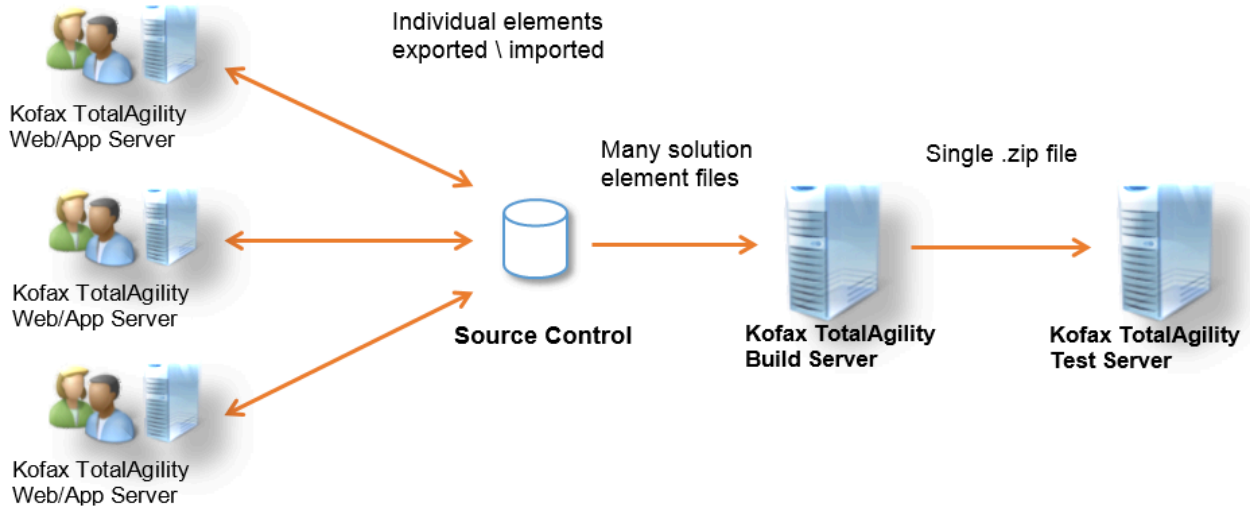 Individual elements
exported \ imported
Kofax TotalAgility
Web/App Server
Many solution
element files
Single .zip file
Kofax TotalAgility
Web/App Server
Source Control
Kofax TotalAgility
Build Server
Kofax TotalAgility
Test Server
Kofax TotalAgility
Web/App Server